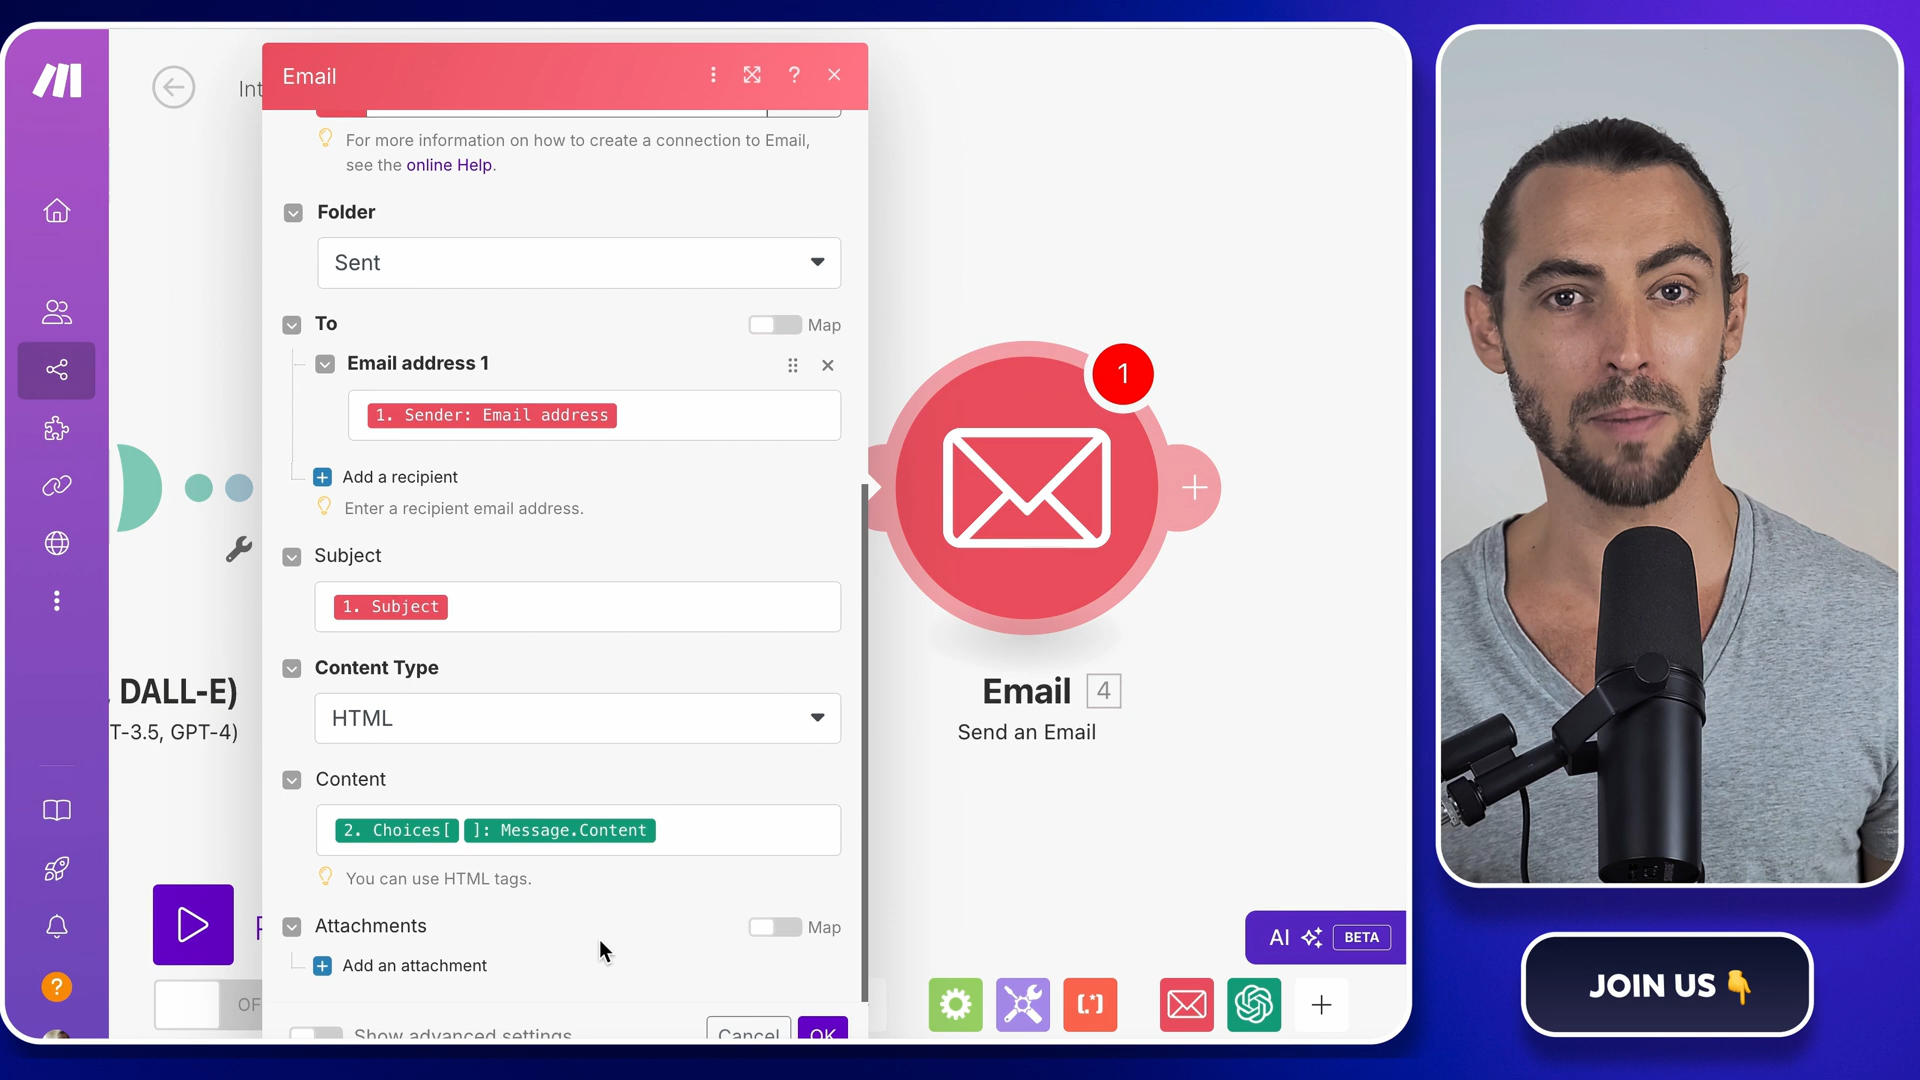 Int
Email
?
For more information on how to create a connection to Email,
see the online Help.
Folder
Sent
To
Map
Email address 1
1. Sender: Email address
Add a recipient
Enter a recipient email address.
Subject
1. Subject
Content Type
HTML
Content
2. Choices[ ]: Message.Content
You can use HTML tags.
Attachments
Map
Add an attachment
Show advanced settings
Cancel
OK
, DALL-E)
T-3.5, GPT-4)
OF
?
1
Email 4
Send an Email
AI BETA
[.*]
JOIN US 👇